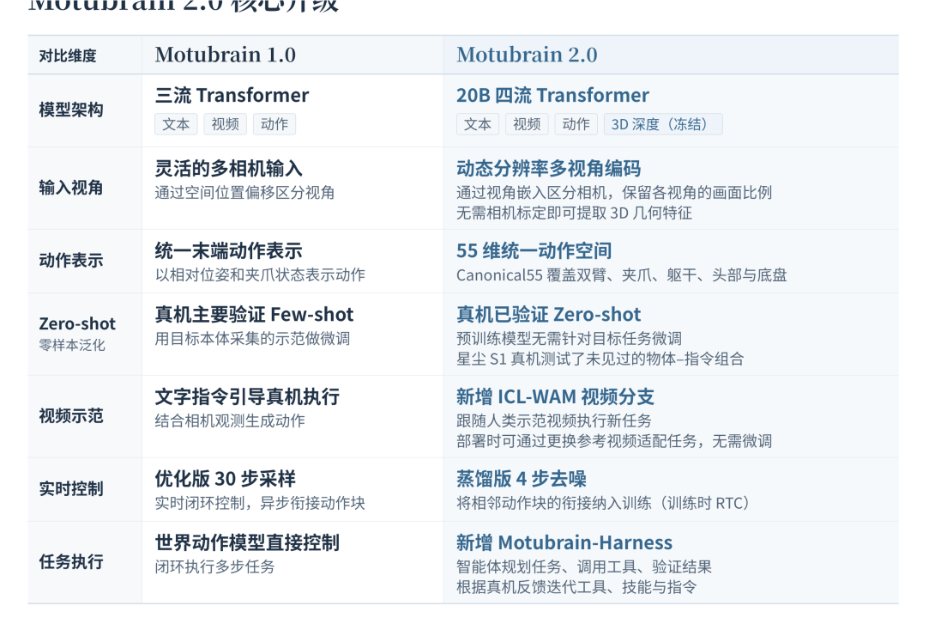 Motubrain 2.0 核心升级
对比维度
Motubrain 1.0
Motubrain 2.0
模型架构
三流 Transformer
文本 视频 动作
20B 四流 Transformer
文本 视频 动作 3D 深度（冻结）
输入视角
灵活的多相机输入
通过空间位置偏移区分视角
动态分辨率多视角编码
通过视角嵌入区分相机，保留各视角的画面比例
无需相机标定即可提取 3D 几何特征
动作表示
统一末端动作表示
以相对位姿和夹爪状态表示动作
55 维统一动作空间
Canonical55 覆盖双臂、夹爪、躯干、头部与底盘
Zero-shot
零样本泛化
真机主要验证 Few-shot
用目标本体采集的示范做微调
真机已验证 Zero-shot
预训练模型无需针对目标任务微调
星尘 S1 真机测试了未见过的物体–指令组合
视频示范
文字指令引导真机执行
结合相机观测生成动作
新增 ICL-WAM 视频分支
跟随人类示范视频执行新任务
部署时可通过更换参考视频适配任务，无需微调
实时控制
优化版 30 步采样
实时闭环控制，异步衔接动作块
蒸馏版 4 步去噪
将相邻动作块的衔接纳入训练（训练时 RTC）
任务执行
世界动作模型直接控制
闭环执行多步任务
新增 Motubrain-Harness
智能体规划任务、调用工具、验证结果
根据真机反馈迭代工具、技能与指令